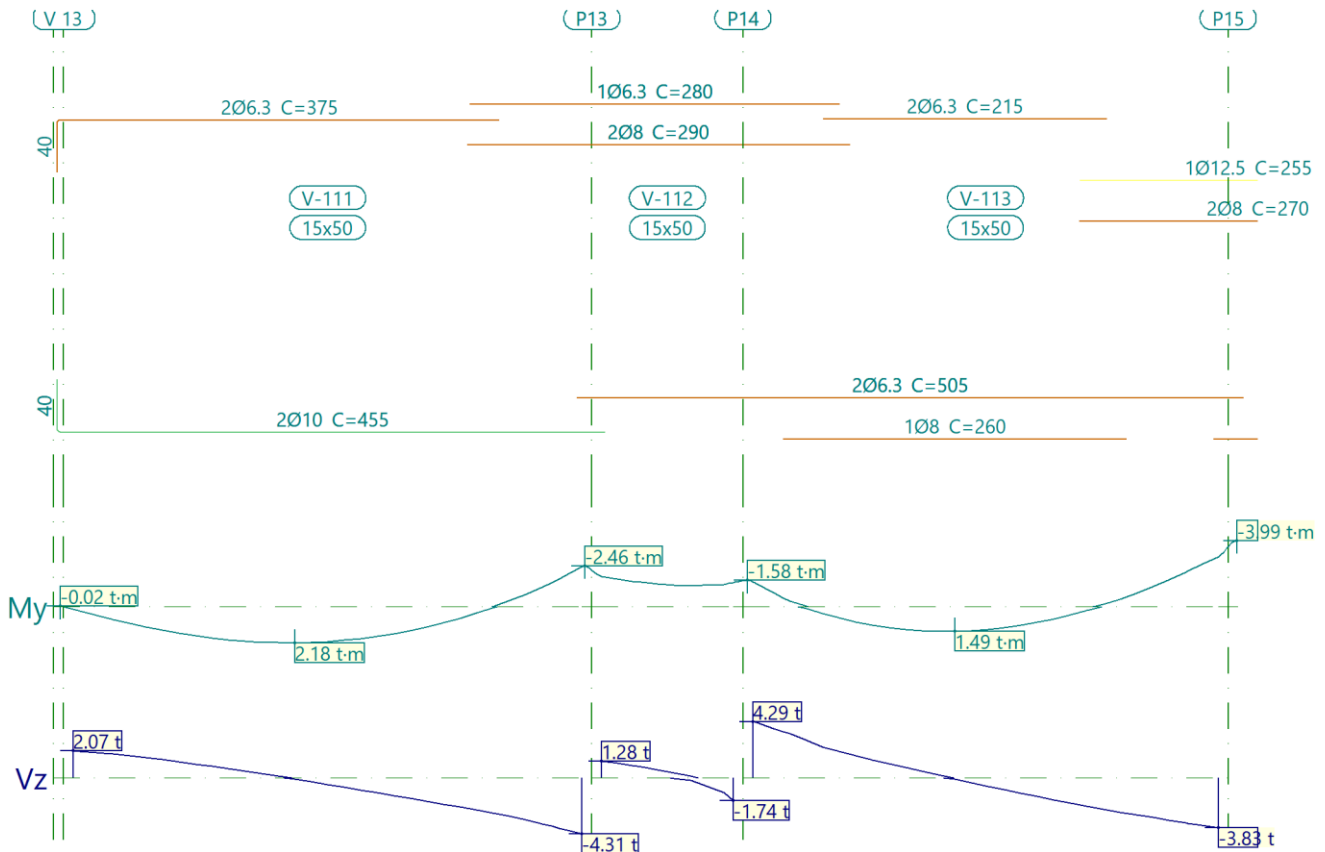 V 13
P13
P14
P15
1Ø6.3 C=280
2Ø6.3 C=375
2Ø6.3 C=215
40
2Ø8 C=290
1Ø12.5 C=255
V-111
V-112
V-113
2Ø8 C=270
15x50
15x50
15x50
2Ø6.3 C=505
40
2Ø10 C=455
1Ø8 C=260
-3.99 t·m
-2.46 t·m
-1.58 t·m
-0.02 t·m
My
2.18 t·m
1.49 t·m
4.29 t
2.07 t
1.28 t
Vz
-1.74 t
-4.31 t
-3.83 t